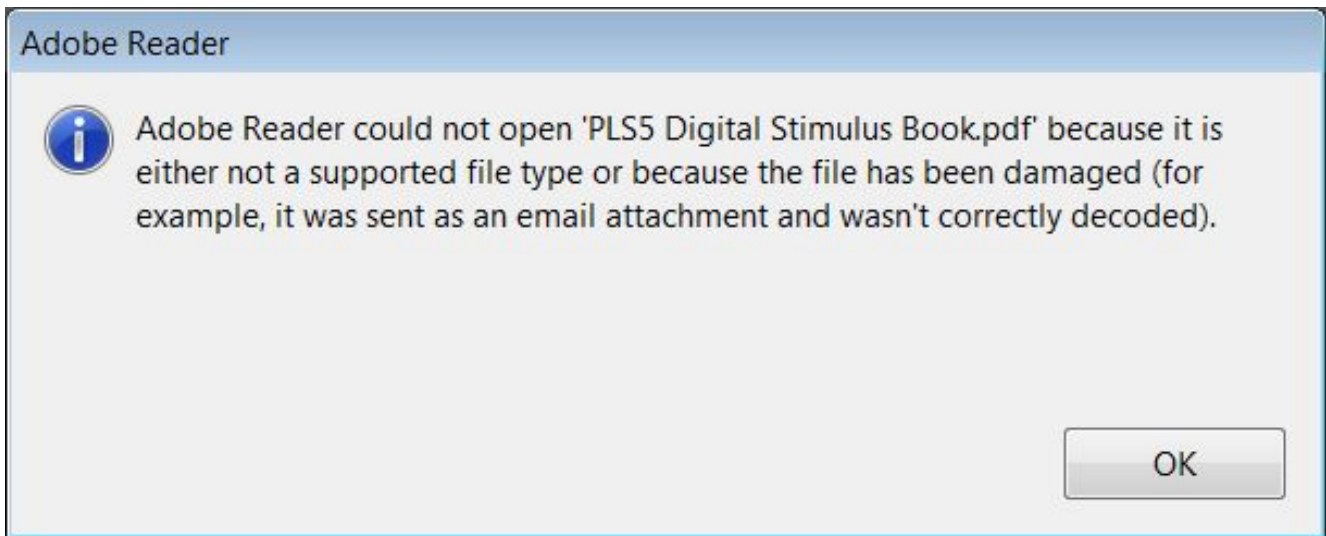 Adobe Reader
Adobe Reader could not open 'PLS5 Digital Stimulus Book.pdf' because it is
either not a supported file type or because the file has been damaged (for
example, it was sent as an email attachment and wasn't correctly decoded).
OK